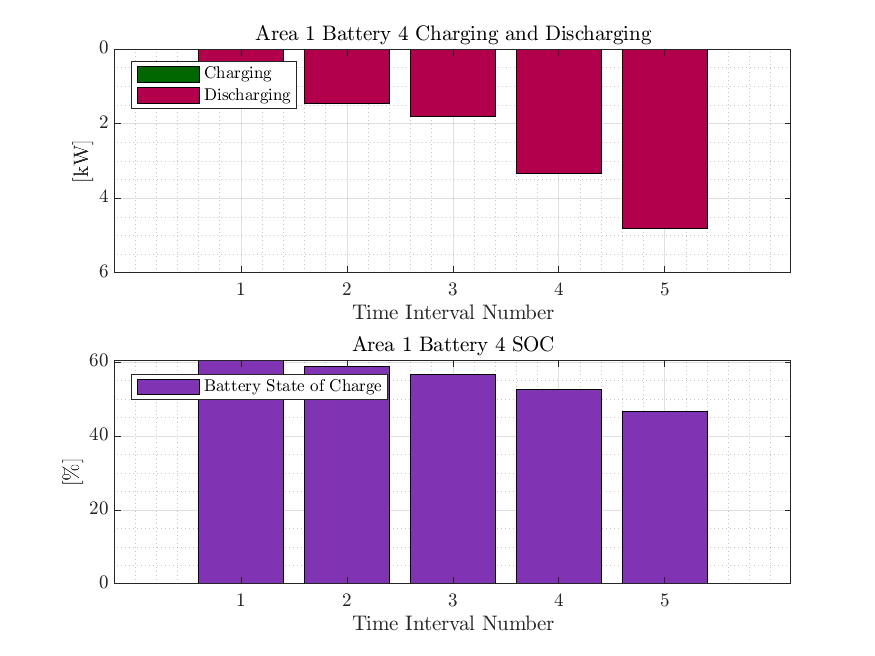 Area 1 Battery 4 Charging and Discharging
0
2
4
6
[kW]
Charging
Discharging
1 2 3 4 5
Time Interval Number
Area 1 Battery 4 SOC
60
40
20
0
[%]
Battery State of Charge
1 2 3 4 5
Time Interval Number